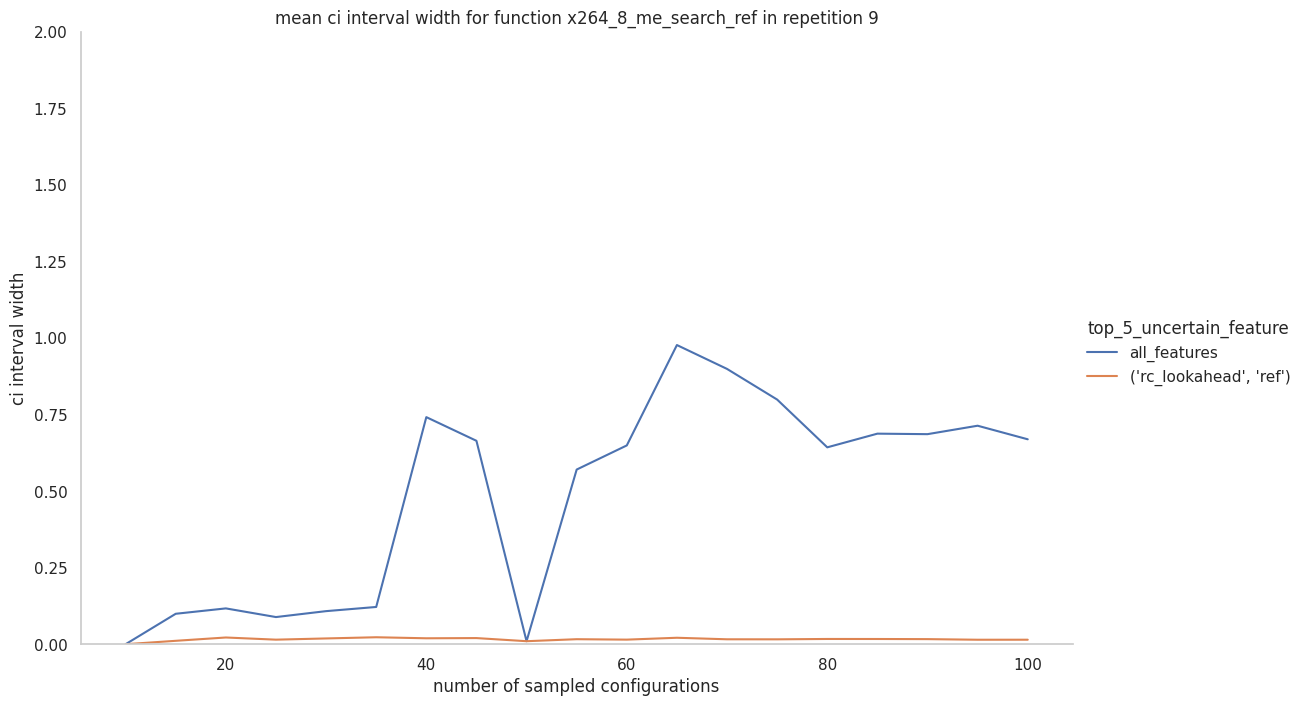 mean ci interval width for function x264_8_me_search_ref in repetition 9
2.00
1.75
1.50
1.25
1.00
0.75
0.50
0.25
0.00
ci interval width
20
40
60
80
100
number of sampled configurations
top_5_uncertain_feature
all_features
('rc_lookahead', 'ref')